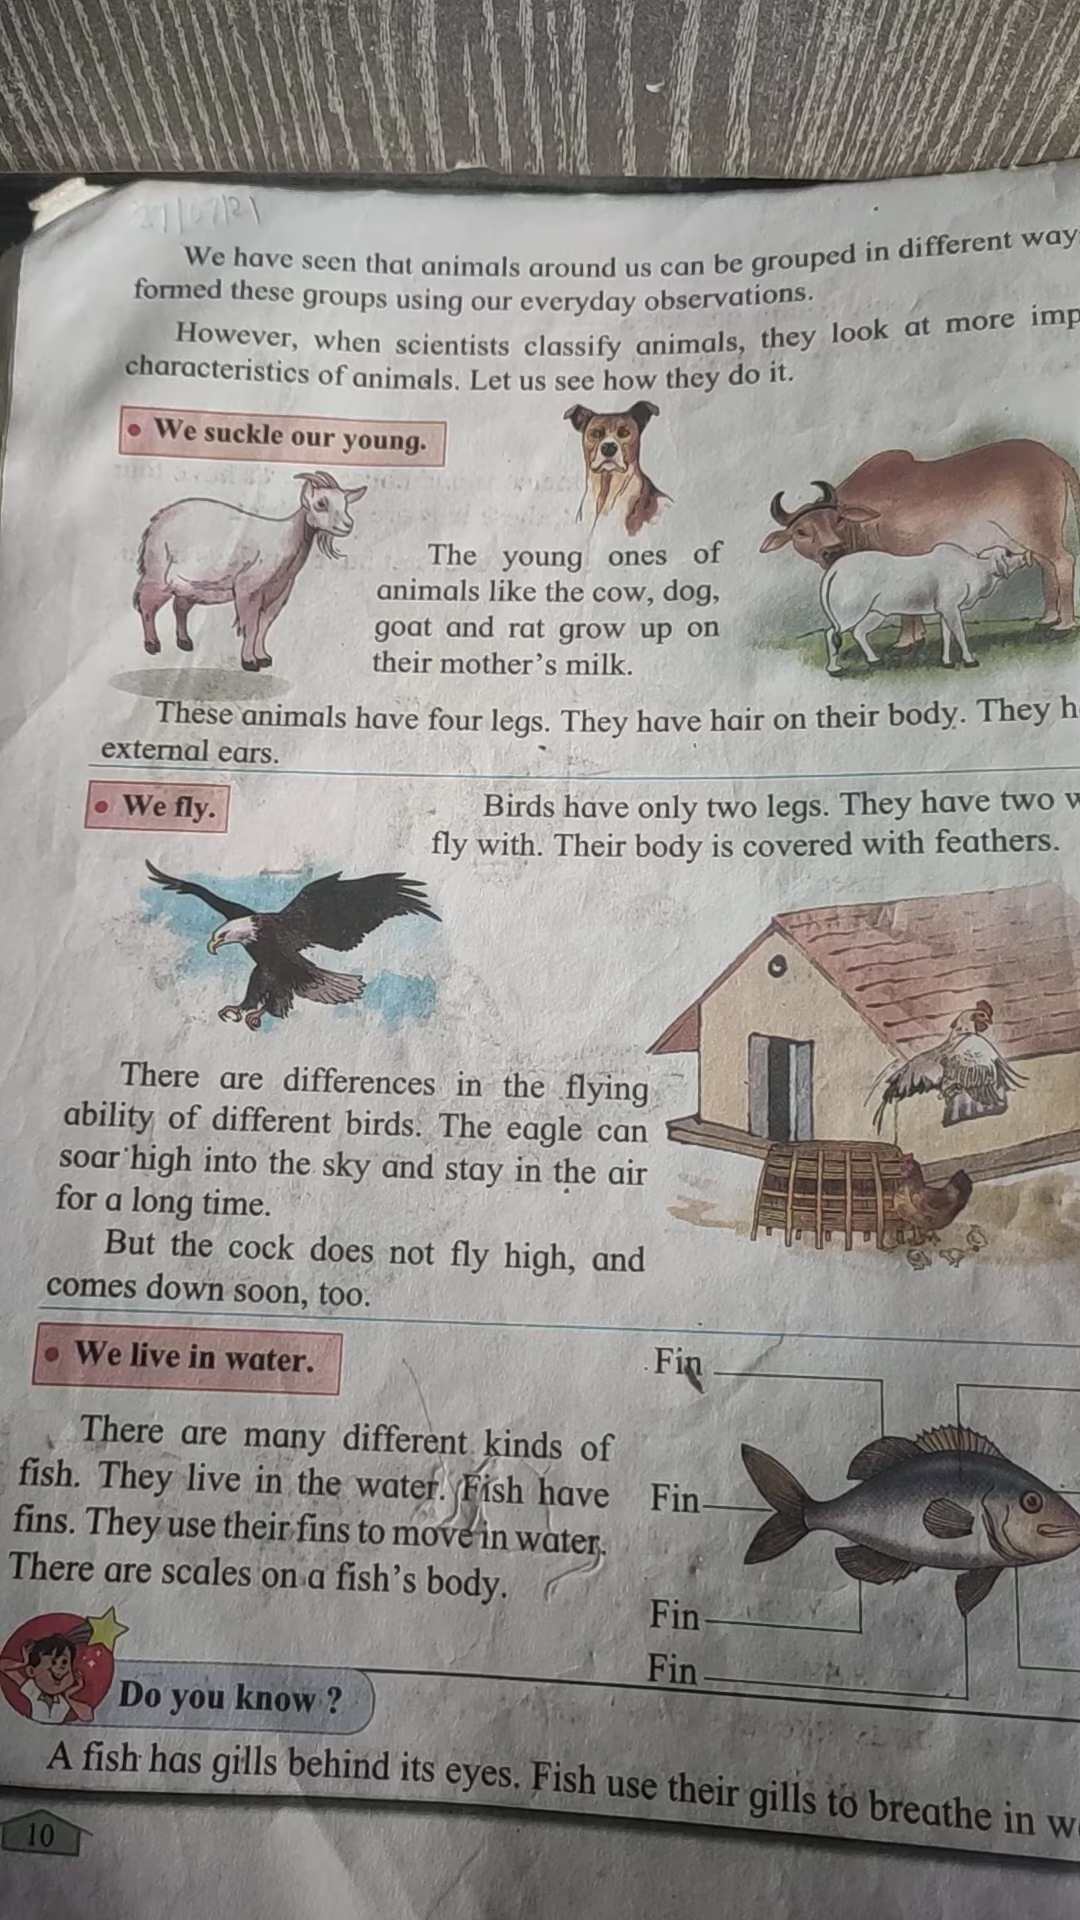 27/07/21
We have seen that animals around us can be grouped in different way
formed these groups using our everyday observations.
However, when scientists classify animals, they look at more imp
characteristics of animals. Let us see how they do it.
• We suckle our young.
The young ones of
animals like the cow, dog,
goat and rat grow up on
their mother's milk.
These animals have four legs. They have hair on their body. They h
external ears.
• We fly.
Birds have only two legs. They have two w
fly with. Their body is covered with feathers.
There are differences in the flying
ability of different birds. The eagle can
soar high into the sky and stay in the air
for a long time.
But the cock does not fly high, and
comes down soon, too.
• We live in water.
There are many different kinds of
fish. They live in the water. Fish have
fins. They use their fins to move in water.
There are scales on a fish's body.
Fin
Fin
Fin
Fin
Do you know ?
A fish has gills behind its eyes. Fish use their gills to breathe in w
10